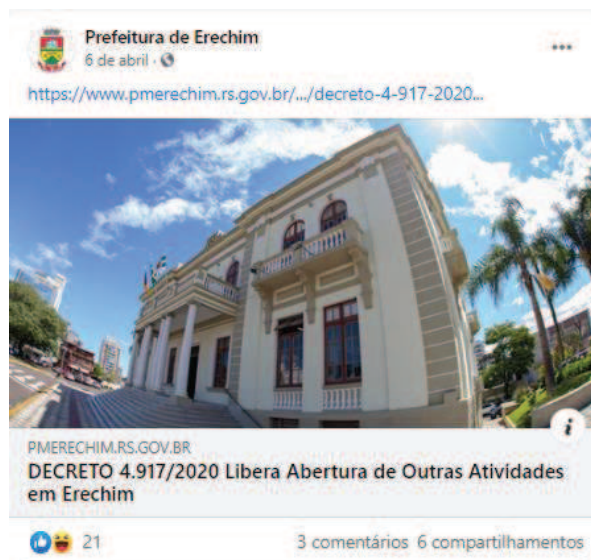 Prefeitura de Erechim
6 de abril ·
https://www.pmerechim.rs.gov.br/.../decreto-4-917-2020...
i
PMERECHIM.RS.GOV.BR
DECRETO 4.917/2020 Libera Abertura de Outras Atividades
em Erechim
21
3 comentários 6 compartilhamentos